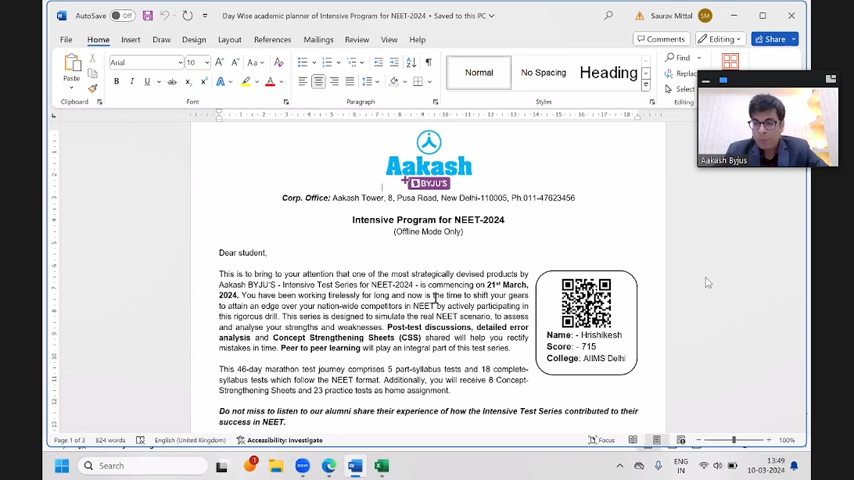 AutoSave Off Day Wise academic planner of Intensive Program for NEET-2024 • Saved to this PC Saurav Mittal SM
File Home Insert Draw Design Layout References Mailings Review View Help Comments Editing Share
Paste
Clipboard
Arial 10
Font
Paragraph
Normal
No Spacing
Heading
Styles
Find
Replac
Select
Editing
Aakash Byjus
Aakash
+ BYJU'S
Corp. Office: Aakash Tower, 8, Pusa Road, New Delhi-110005, Ph.011-47623456
Intensive Program for NEET-2024
(Offline Mode Only)
Dear student,
This is to bring to your attention that one of the most strategically devised products by
Aakash BYJU'S - Intensive Test Series for NEET-2024 - is commencing on 21st March,
2024. You have been working tirelessly for long and now is the time to shift your gears
to attain an edge over your nation-wide competitors in NEET by actively participating in
this rigorous drill. This series is designed to simulate the real NEET scenario, to assess
and analyse your strengths and weaknesses. Post-test discussions, detailed error
analysis and Concept Strengthening Sheets (CSS) shared will help you rectify
mistakes in time. Peer to peer learning will play an integral part of this test series.
Name: - Hrishikesh
Score: - 715
College: AIIMS Delhi
This 46-day marathon test journey comprises 5 part-syllabus tests and 18 complete-
syllabus tests which follow the NEET format. Additionally, you will receive 8 Concept-
Strengthening Sheets and 23 practice tests as home assignment.
Do not miss to listen to our alumni share their experience of how the Intensive Test Series contributed to their
success in NEET.
Page 1 of 3 824 words English (United Kingdom) Accessibility: Investigate Focus 100%
Search
ENG
IN
13:49
10-03-2024